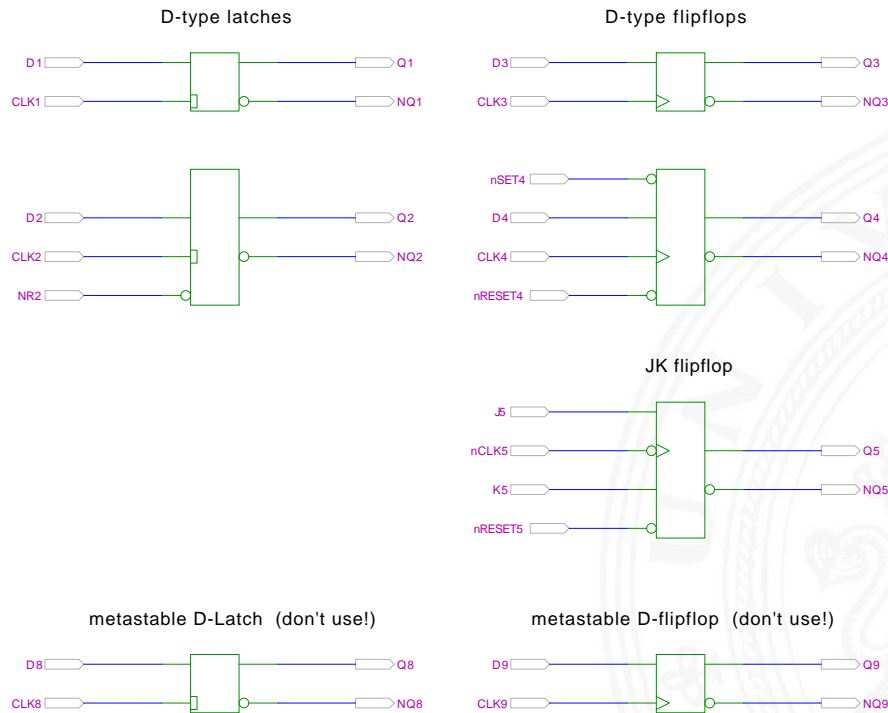 D-type latches
D-type flipflops
D1
Q1
D3
Q3
CLK1
NQ1
CLK3
NQ3
nSET4
D2
Q2
D4
Q4
CLK2
NQ2
CLK4
NQ4
NR2
nRESET4
JK flipflop
J5
nCLK5
Q5
K5
NQ5
nRESET5
metastable D-Latch (don't use!)
metastable D-flipflop (don't use!)
D8
Q8
D9
Q9
CLK8
NQ8
CLK9
NQ9
U N I V